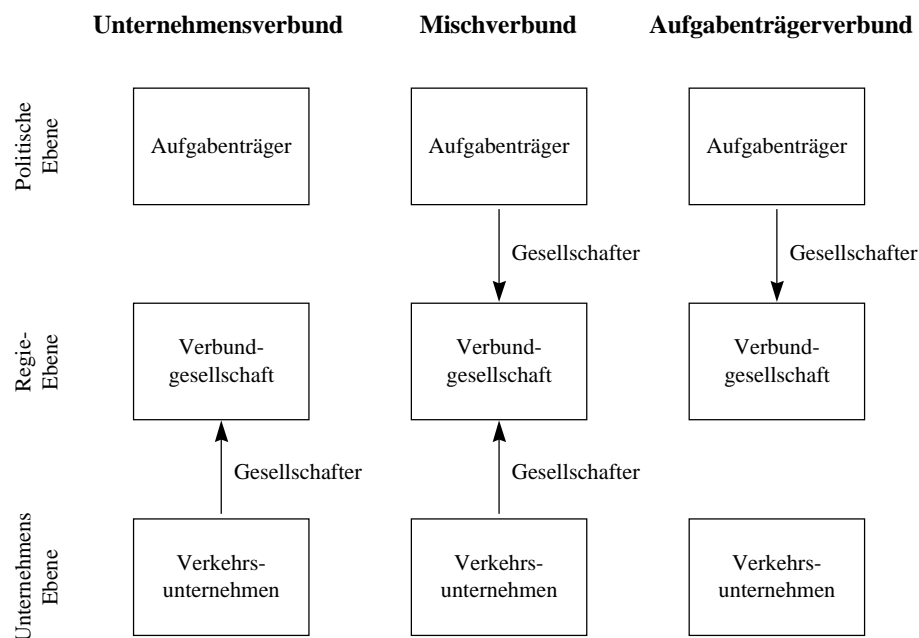 Unternehmensverbund
Mischverbund
Aufgabenträgerverbund
Politische
Ebene
Aufgabenträger
Aufgabenträger
Aufgabenträger
Gesellschafter
Gesellschafter
Regie-
Ebene
Verbund-
gesellschaft
Verbund-
gesellschaft
Verbund-
gesellschaft
Gesellschafter
Gesellschafter
Unternehmens
Ebene
Verkehrs-
unternehmen
Verkehrs-
unternehmen
Verkehrs-
unternehmen